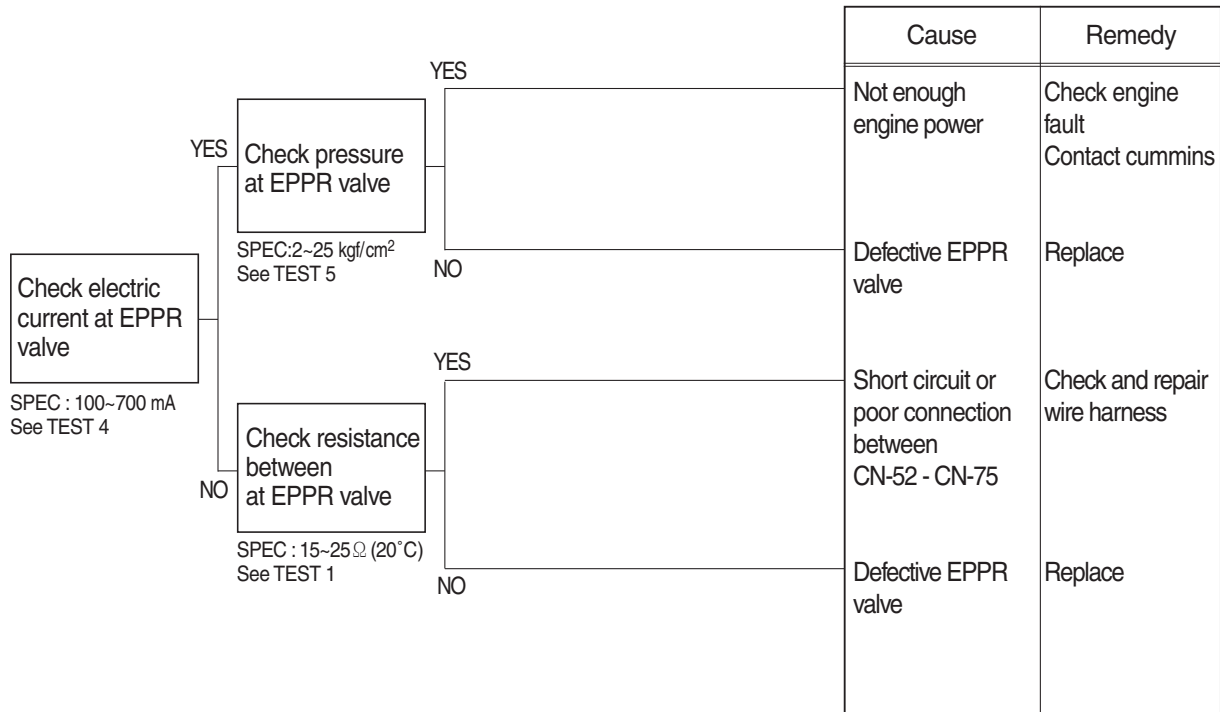 Cause
Remedy
YES
Not enough
engine power
Check engine
fault
Contact cummins
YES
Check pressure
at EPPR valve
SPEC:2~25 kgf/cm²
See TEST 5
NO
Defective EPPR
valve
Replace
Check electric
current at EPPR
valve
SPEC : 100~700 mA
See TEST 4
YES
Short circuit or
poor connection
between
CN-52 - CN-75
Check and repair
wire harness
NO
Check resistance
between
at EPPR valve
SPEC : 15~25Ω (20˚C)
See TEST 1
NO
Defective EPPR
valve
Replace